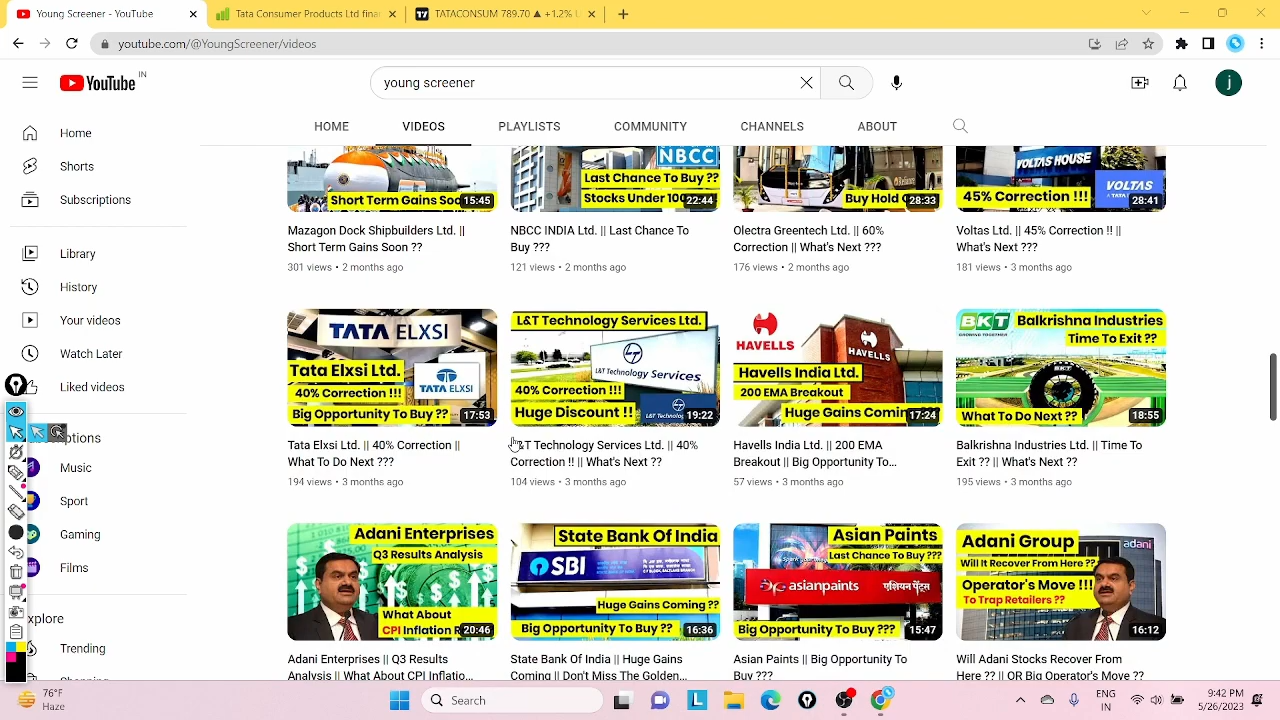 Young Screener - YouTube
Tata Consumer Products Ltd finan
TATACONSUM 789.70 ▲ +1.2%
youtube.com/@YoungScreener/videos
YouTube IN
young screener
j
HOME VIDEOS PLAYLISTS COMMUNITY CHANNELS ABOUT
Home
Shorts
Subscriptions
Library
History
Your videos
Watch Later
Liked videos
Music
Sport
Gaming
Films
Trending
Short Term Gains 15:45
NBCC
Last Chance To Buy ??
Stocks Under 22:44
Buy Hold 28:33
VOLTAS HOUSE
45% Correction !!!
VOLTAS
A TATA
28:41
Mazagon Dock Shipbuilders Ltd. ||
Short Term Gains Soon ??
301 views • 2 months ago
NBCC INDIA Ltd. || Last Chance To
Buy ???
121 views • 2 months ago
Olectra Greentech Ltd. || 60%
Correction || What's Next ???
176 views • 2 months ago
Voltas Ltd. || 45% Correction !! ||
What's Next ???
181 views • 3 months ago
TATA ELXSI
Tata Elxsi Ltd.
40% Correction !!!
TATA ELXSI
Big Opportunity To Buy ??
17:53
L&T Technology Services Ltd.
L&T Technology Services
40% Correction !!!
Huge Discount !!
L&T Technology
19:22
HAVELLS
HAVELLS
Havells India Ltd.
200 EMA Breakout
Huge Gains 17:24
BKT
GROWING TOGETHER
Balkrishna Industries
Time To Exit ??
BKT
What To Do Next ??
18:55
Tata Elxsi Ltd. || 40% Correction ||
What To Do Next ???
194 views • 3 months ago
L&T Technology Services Ltd. || 40%
Correction !! || What's Next ??
104 views • 3 months ago
Havells India Ltd. || 200 EMA
Breakout || Big Opportunity To...
57 views • 3 months ago
Balkrishna Industries Ltd. || Time To
Exit ?? || What's Next ??
195 views • 3 months ago
Adani Enterprises
Q3 Results Analysis
What About
CPI Inflation
20:46
State Bank Of India
SBI
Huge Gains Coming ??
Big Opportunity To Buy ??
16:36
Asian Paints
Last Chance To Buy ???
asianpaints एशियन पेंट्स
Big Opportunity To Buy ???
15:47
Adani Group
adani
Will It Recover From Here ??
Operator's Move !!!
To Trap Retailers ??
16:12
Adani Enterprises || Q3 Results
Analysis || What About CPI Inflatio...
State Bank Of India || Huge Gains
Coming || Don't Miss The Golden...
Asian Paints || Big Opportunity To
Buy ??
Will Adani Stocks Recover From
Here ?? || OR Big Operator's Move ??
76°F
Haze
Search
ENG
IN
9:42 PM
5/26/2023